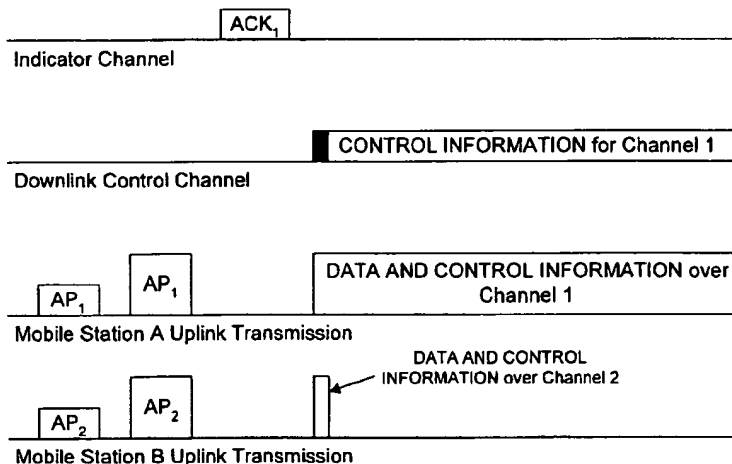 ACK₁
Indicator Channel
CONTROL INFORMATION for Channel 1
Downlink Control Channel
AP₁
AP₁
DATA AND CONTROL INFORMATION over
Channel 1
Mobile Station A Uplink Transmission
DATA AND CONTROL
INFORMATION over Channel 2
AP₂
AP₂
Mobile Station B Uplink Transmission